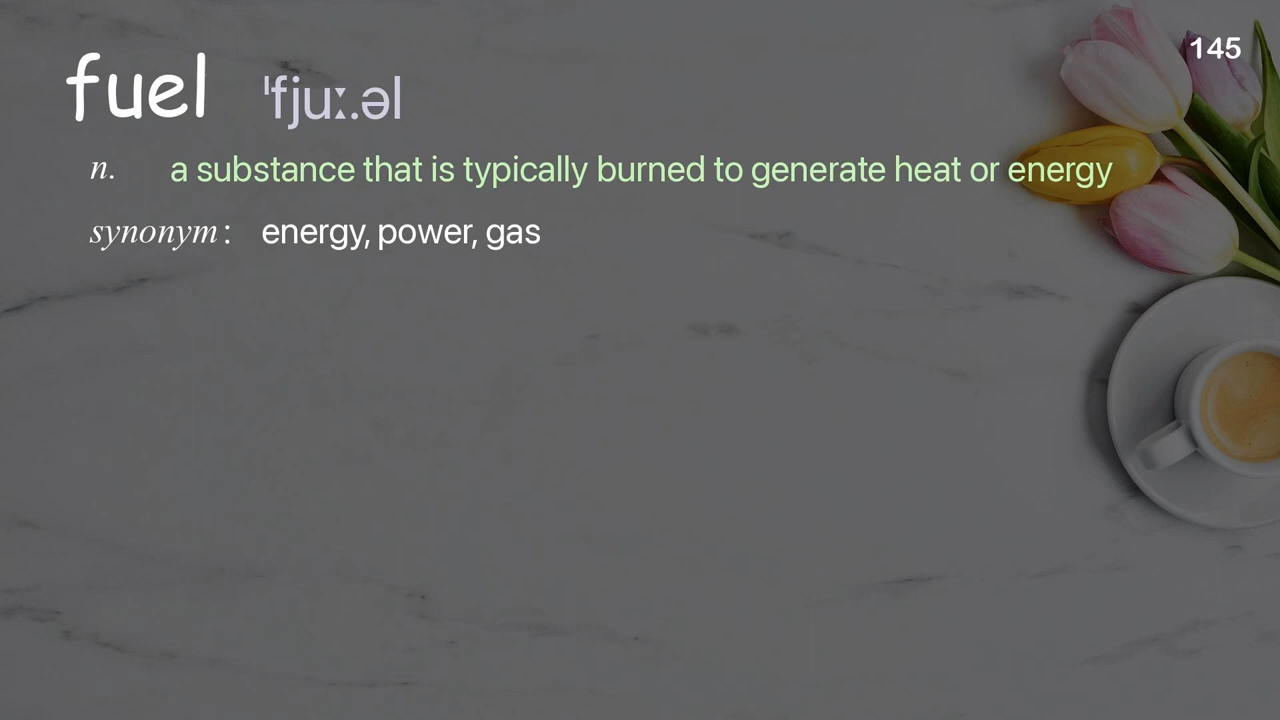 145
fuel ˈfjuː.əl
n. a substance that is typically burned to generate heat or energy
synonym : energy, power, gas